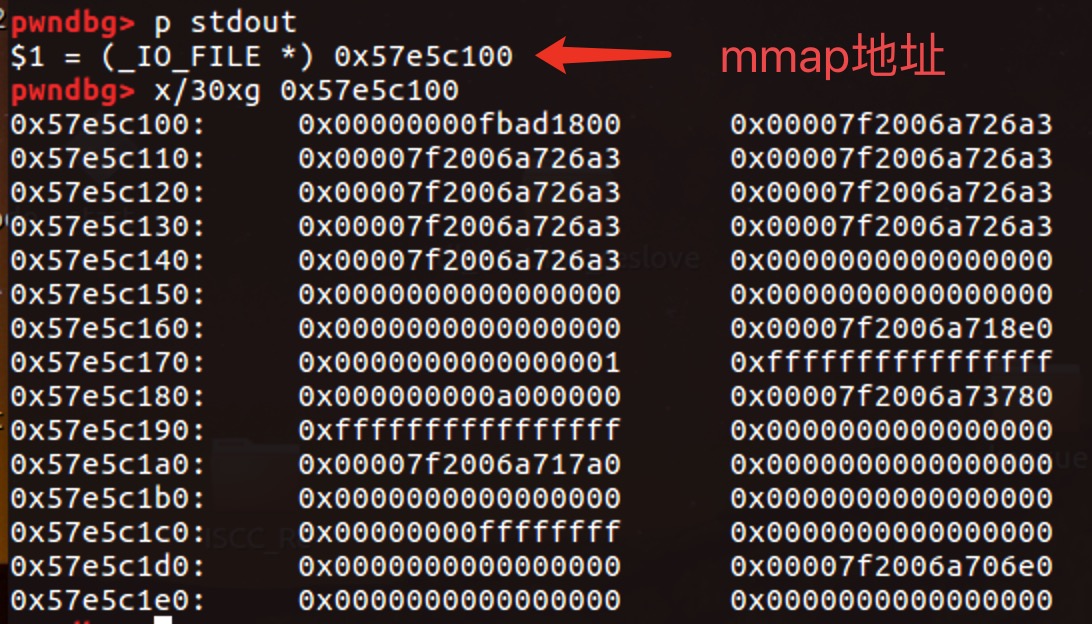 pwndbg> p stdout
$1 = (_IO_FILE *) 0x57e5c100
mmap地址
pwndbg> x/30xg 0x57e5c100
0x57e5c100: 0x00000000fbad1800 0x00007f2006a726a3
0x57e5c110: 0x00007f2006a726a3 0x00007f2006a726a3
0x57e5c120: 0x00007f2006a726a3 0x00007f2006a726a3
0x57e5c130: 0x00007f2006a726a3 0x00007f2006a726a3
0x57e5c140: 0x00007f2006a726a3 0x0000000000000000
0x57e5c150: 0x0000000000000000 0x0000000000000000
0x57e5c160: 0x0000000000000000 0x00007f2006a718e0
0x57e5c170: 0x0000000000000001 0xffffffffffffffff
0x57e5c180: 0x000000000a000000 0x00007f2006a73780
0x57e5c190: 0xffffffffffffffff 0x0000000000000000
0x57e5c1a0: 0x00007f2006a717a0 0x0000000000000000
0x57e5c1b0: 0x0000000000000000 0x0000000000000000
0x57e5c1c0: 0x00000000ffffffff 0x0000000000000000
0x57e5c1d0: 0x0000000000000000 0x00007f2006a706e0
0x57e5c1e0: 0x0000000000000000 0x0000000000000000